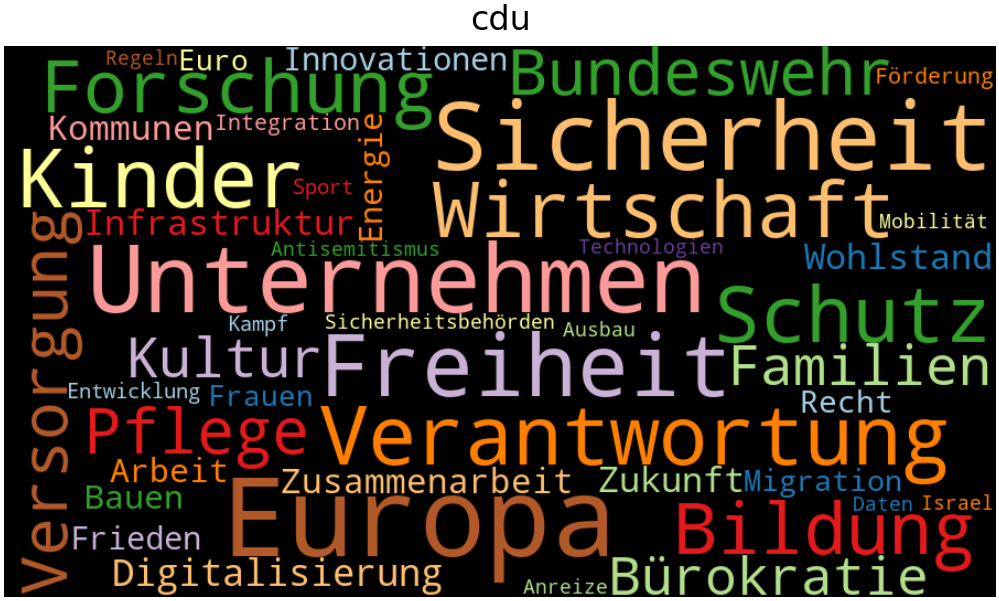 cdu
Regeln
Euro
Innovationen
Bundeswehr
Förderung
Forschung
Kommunen
Integration
Energie
Sicherheit
Kinder
Sport
Wirtschaft
Infrastruktur
Mobilität
Versorgung
Antisemitismus
Technologien
Wohlstand
Unternehmen
Schutz
Kampf
Sicherheitsbehörden
Ausbau
Kultur
Freiheit
Familien
Entwicklung
Frauen
Recht
Pflege
Verantwortung
Arbeit
Zusammenarbeit
Zukunft
Migration
Bauen
Europa
Daten
Israel
Frieden
Bildung
Digitalisierung
Anreize
Bürokratie